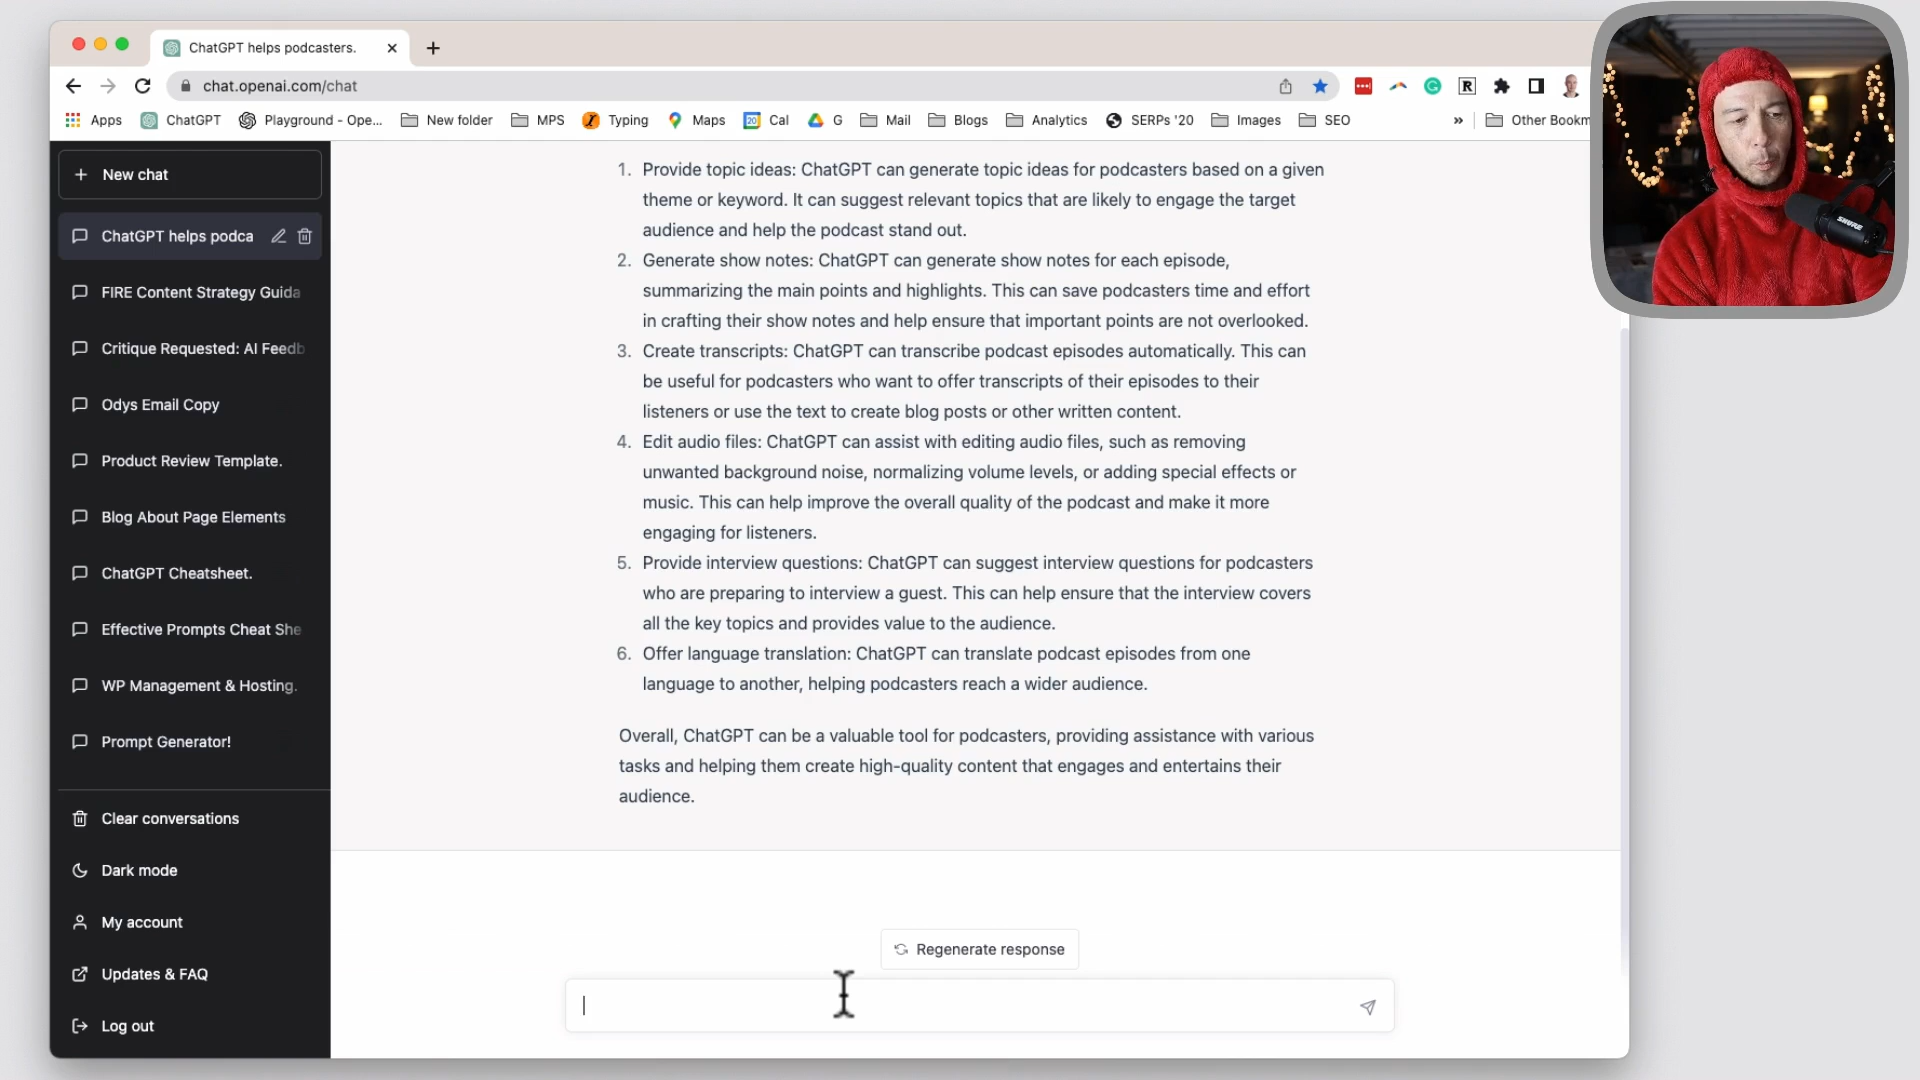 ChatGPT helps podcasters.
chat.openai.com/chat
Apps ChatGPT Playground - Ope... New folder MPS Typing Maps Cal G Mail Blogs Analytics SERPs '20 Images SEO » Other Bookm
New chat
ChatGPT helps podca
FIRE Content Strategy Guida
Critique Requested: AI Feedb
Odys Email Copy
Product Review Template.
Blog About Page Elements
ChatGPT Cheatsheet.
Effective Prompts Cheat She
WP Management & Hosting.
Prompt Generator!
Clear conversations
Dark mode
My account
Updates & FAQ
Log out
1. Provide topic ideas: ChatGPT can generate topic ideas for podcasters based on a given
theme or keyword. It can suggest relevant topics that are likely to engage the target
audience and help the podcast stand out.
2. Generate show notes: ChatGPT can generate show notes for each episode,
summarizing the main points and highlights. This can save podcasters time and effort
in crafting their show notes and help ensure that important points are not overlooked.
3. Create transcripts: ChatGPT can transcribe podcast episodes automatically. This can
be useful for podcasters who want to offer transcripts of their episodes to their
listeners or use the text to create blog posts or other written content.
4. Edit audio files: ChatGPT can assist with editing audio files, such as removing
unwanted background noise, normalizing volume levels, or adding special effects or
music. This can help improve the overall quality of the podcast and make it more
engaging for listeners.
5. Provide interview questions: ChatGPT can suggest interview questions for podcasters
who are preparing to interview a guest. This can help ensure that the interview covers
all the key topics and provides value to the audience.
6. Offer language translation: ChatGPT can translate podcast episodes from one
language to another, helping podcasters reach a wider audience.
Overall, ChatGPT can be a valuable tool for podcasters, providing assistance with various
tasks and helping them create high-quality content that engages and entertains their
audience.
Regenerate response
SHURE